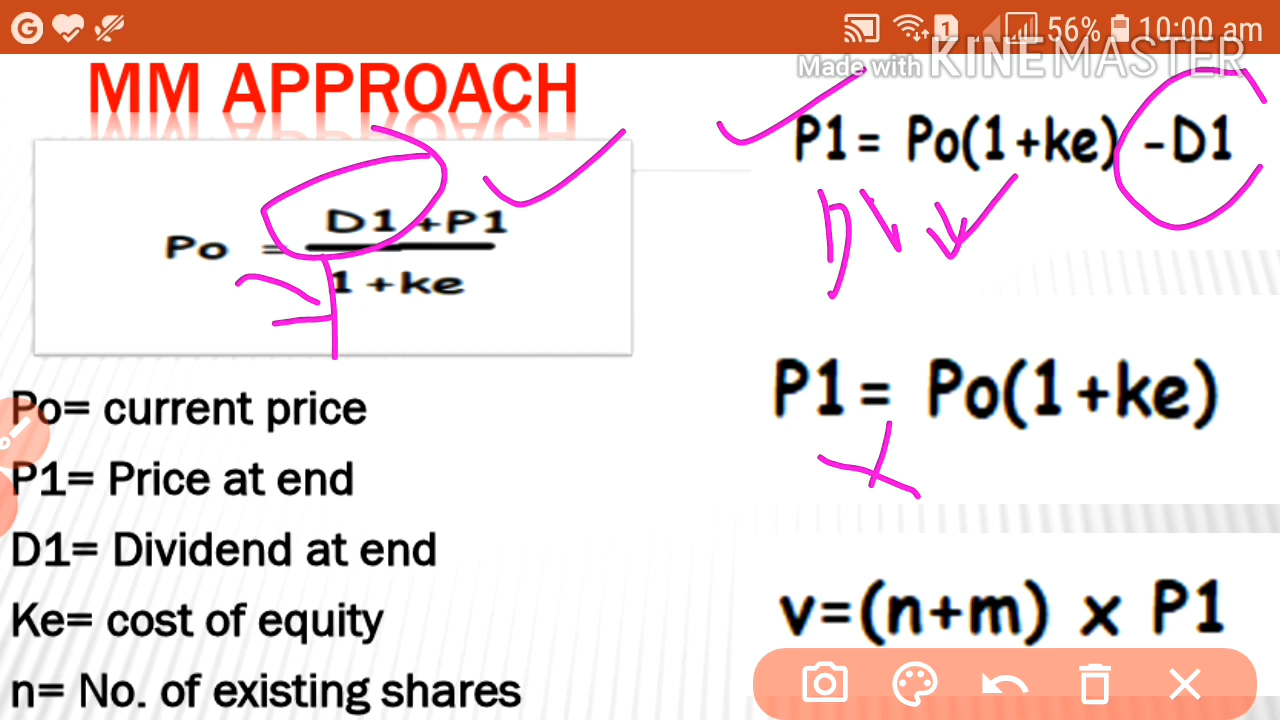 56% 10:00 am
Made with KINEMASTER
MM APPROACH
Po = D1+P1
1+ke
Po= current price
P1= Price at end
D1= Dividend at end
Ke= cost of equity
n= No. of existing shares
P1= Po(1+ke) -D1
P1= Po(1+ke)
v=(n+m) x P1